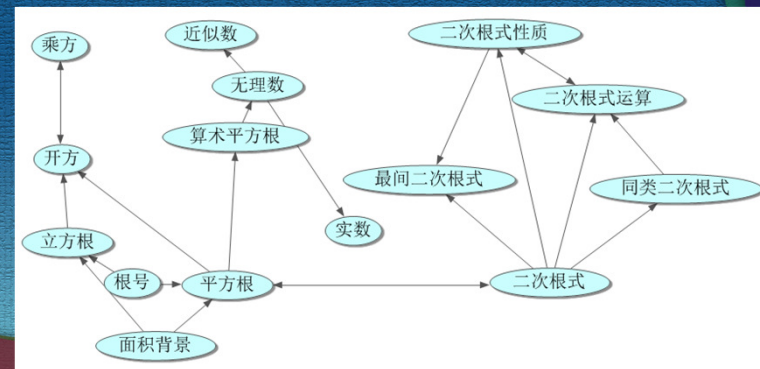 乘方
近似数
二次根式性质
无理数
二次根式运算
算术平方根
开方
最间二次根式
同类二次根式
实数
立方根
根号
平方根
二次根式
面积背景